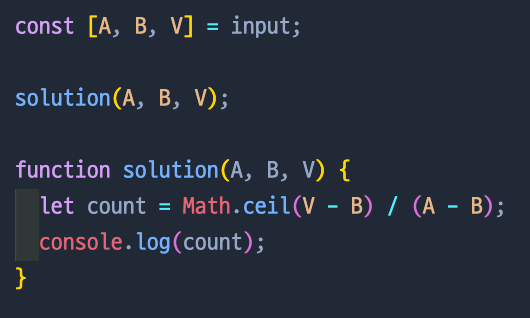 const [A, B, V] = input;
solution(A, B, V);
function solution(A, B, V) {
let count = Math.ceil(V - B) / (A - B);
console.log(count);
}